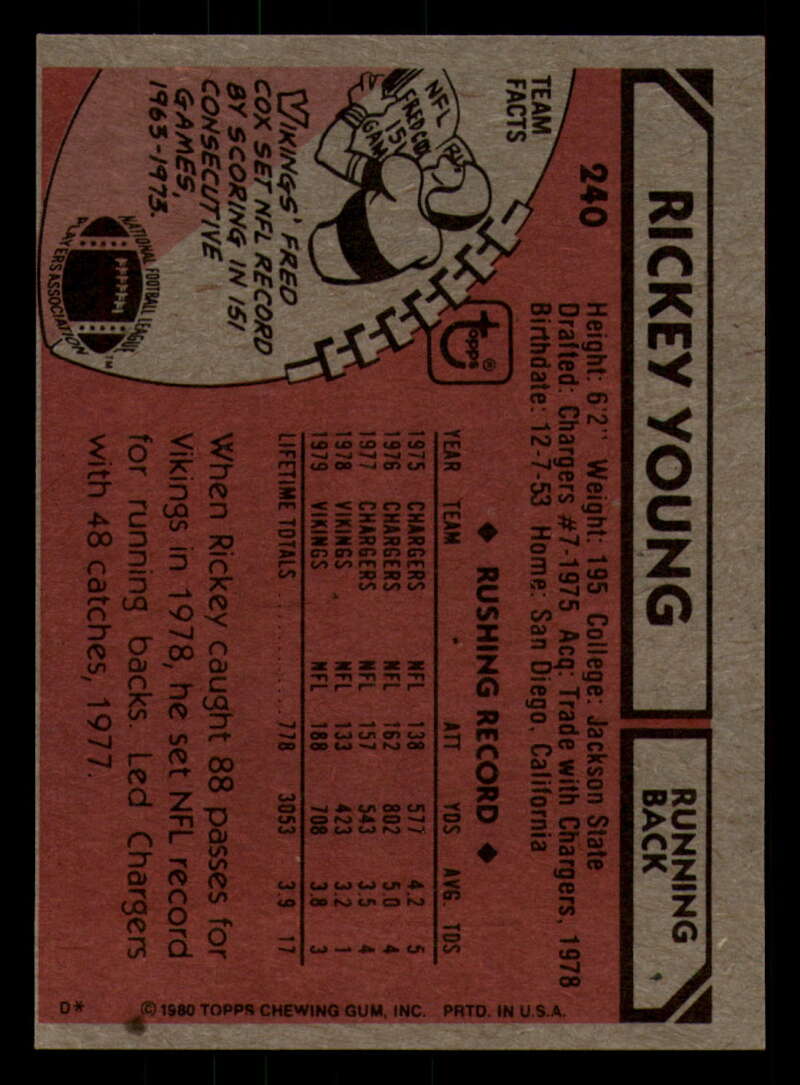 RICKEY YOUNG
RUNNING
BACK
240
Height: 6'2" Weight: 195 College: Jackson State
Drafted: Chargers #7-1975 Acq: Trade with Chargers, 1978
Birthdate: 12-7-53 Home: San Diego, California
TEAM
FACTS
NFL
FRED COX
151
GAM
VIKINGS' FRED
COX SET NFL RECORD
BY SCORING IN 151
CONSECUTIVE
GAMES,
1963-1973.
NATIONAL FOOTBALL LEAGUE
PLAYERS ASSOCIATION
TM
topps ®
◆ RUSHING RECORD ◆
YEAR TEAM ATT YDS AVG. TDS
1975 CHARGERS NFL 138 577 4.2 5
1976 CHARGERS NFL 162 802 5.0 4
1977 CHARGERS NFL 157 543 3.5 4
1978 VIKINGS NFL 133 423 3.2 1
1979 VIKINGS NFL 188 708 3.8 3
LIFETIME TOTALS 778 3053 3.9 17
When Rickey caught 88 passes for
Vikings in 1978, he set NFL record
for running backs. Led Chargers
with 48 catches, 1977.
D* © 1980 TOPPS CHEWING GUM, INC. PRTD. IN U.S.A.